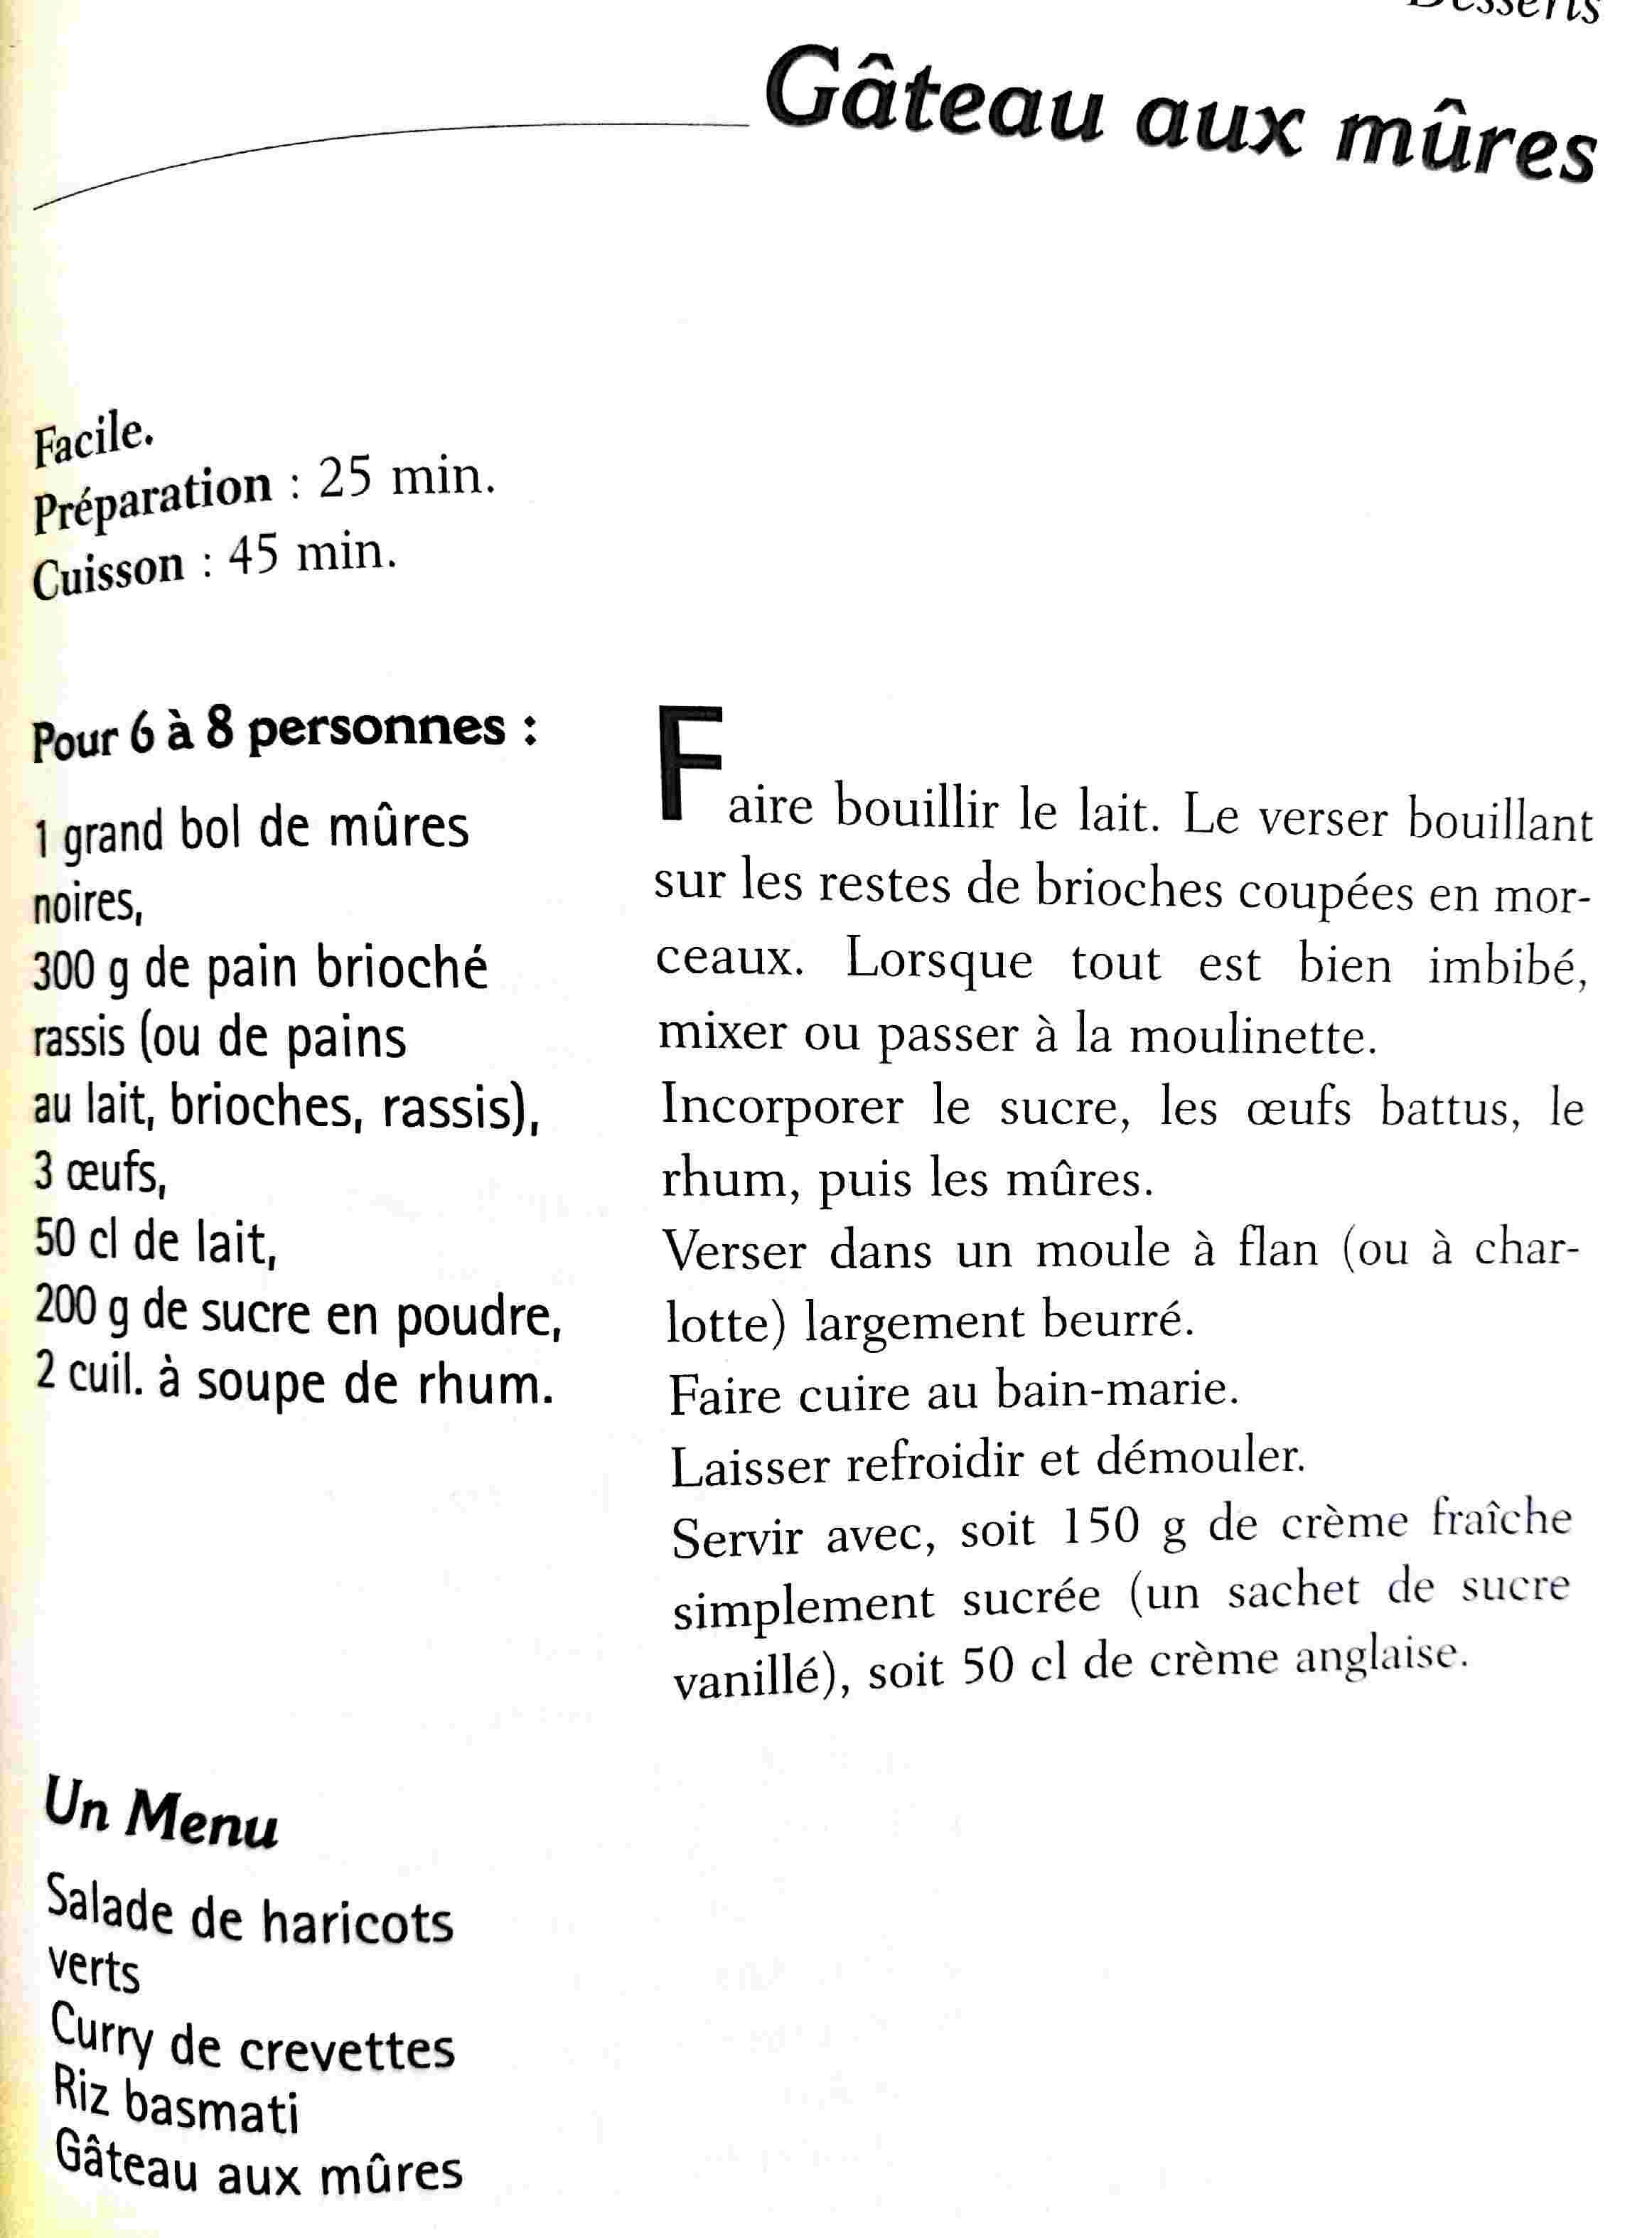 Desserts
Gâteau aux mûres
Facile.
Préparation : 25 min.
Cuisson : 45 min.
Pour 6 à 8 personnes :
1 grand bol de mûres
noires,
300 g de pain brioché
rassis (ou de pains
au lait, brioches, rassis),
3 œufs,
50 cl de lait,
200 g de sucre en poudre,
2 cuil. à soupe de rhum.
Faire bouillir le lait. Le verser bouillant
sur les restes de brioches coupées en mor-
ceaux. Lorsque tout est bien imbibé,
mixer ou passer à la moulinette.
Incorporer le sucre, les œufs battus, le
rhum, puis les mûres.
Verser dans un moule à flan (ou à char-
lotte) largement beurré.
Faire cuire au bain-marie.
Laisser refroidir et démouler.
Servir avec, soit 150 g de crème fraîche
simplement sucrée (un sachet de sucre
vanillé), soit 50 cl de crème anglaise.
Un Menu
Salade de haricots
verts
Curry de crevettes
Riz basmati
Gâteau aux mûres